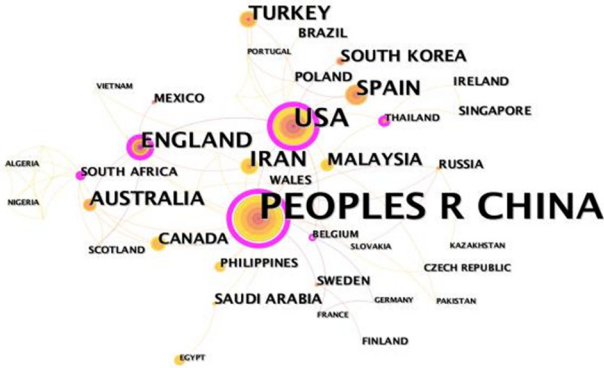 TURKEY
BRAZIL
PORTUGAL
SOUTH KOREA
POLAND
SPAIN
IRELAND
VIETNAM
MEXICO
USA
THAILAND
SINGAPORE
ENGLAND
IRAN
MALAYSIA
RUSSIA
ALGERIA
SOUTH AFRICA
WALES
NIGERIA
AUSTRALIA
PEOPLES R CHINA
BELGIUM
CANADA
SLOVAKIA
KAZAKHSTAN
SCOTLAND
PHILIPPINES
CZECH REPUBLIC
SWEDEN
SAUDI ARABIA
GERMANY
PAKISTAN
FRANCE
FINLAND
EGYPT